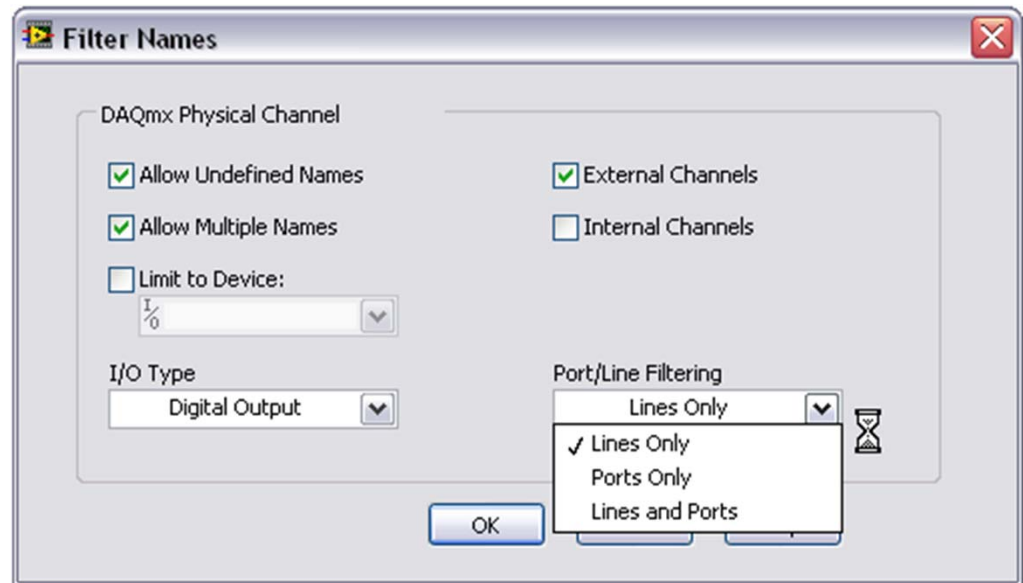 Filter Names
DAQmx Physical Channel
Allow Undefined Names
External Channels
Allow Multiple Names
Internal Channels
Limit to Device:
I/O
I/O Type
Port/Line Filtering
Digital Output
Lines Only
Lines Only
Ports Only
Lines and Ports
OK